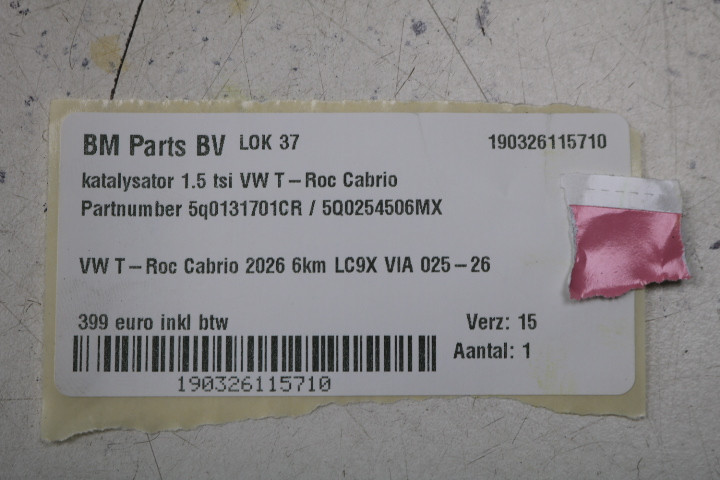 BM Parts BV LOK 37 190326115710
katalysator 1.5 tsi VW T-Roc Cabrio
Partnumber 5q0131701CR / 5Q0254506MX
VW T-Roc Cabrio 2026 6km LC9X VIA 025-26
399 euro inkl btw Verz: 15
Aantal: 1
190326115710